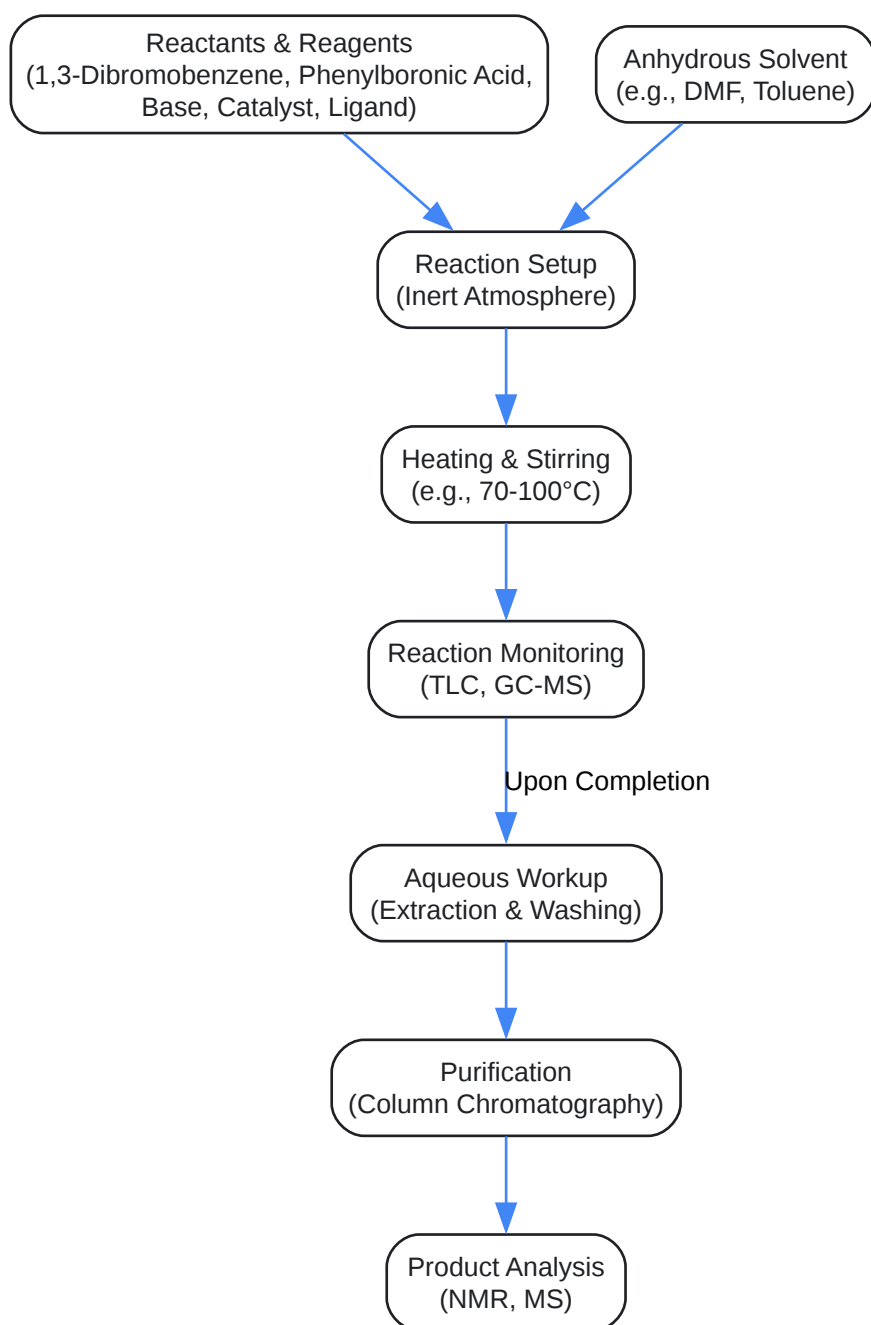 Reactants & Reagents
(1,3-Dibromobenzene, Phenylboronic Acid,
Base, Catalyst, Ligand)
Anhydrous Solvent
(e.g., DMF, Toluene)
Reaction Setup
(Inert Atmosphere)
Heating & Stirring
(e.g., 70-100°C)
Reaction Monitoring
(TLC, GC-MS)
Upon Completion
Aqueous Workup
(Extraction & Washing)
Purification
(Column Chromatography)
Product Analysis
(NMR, MS)